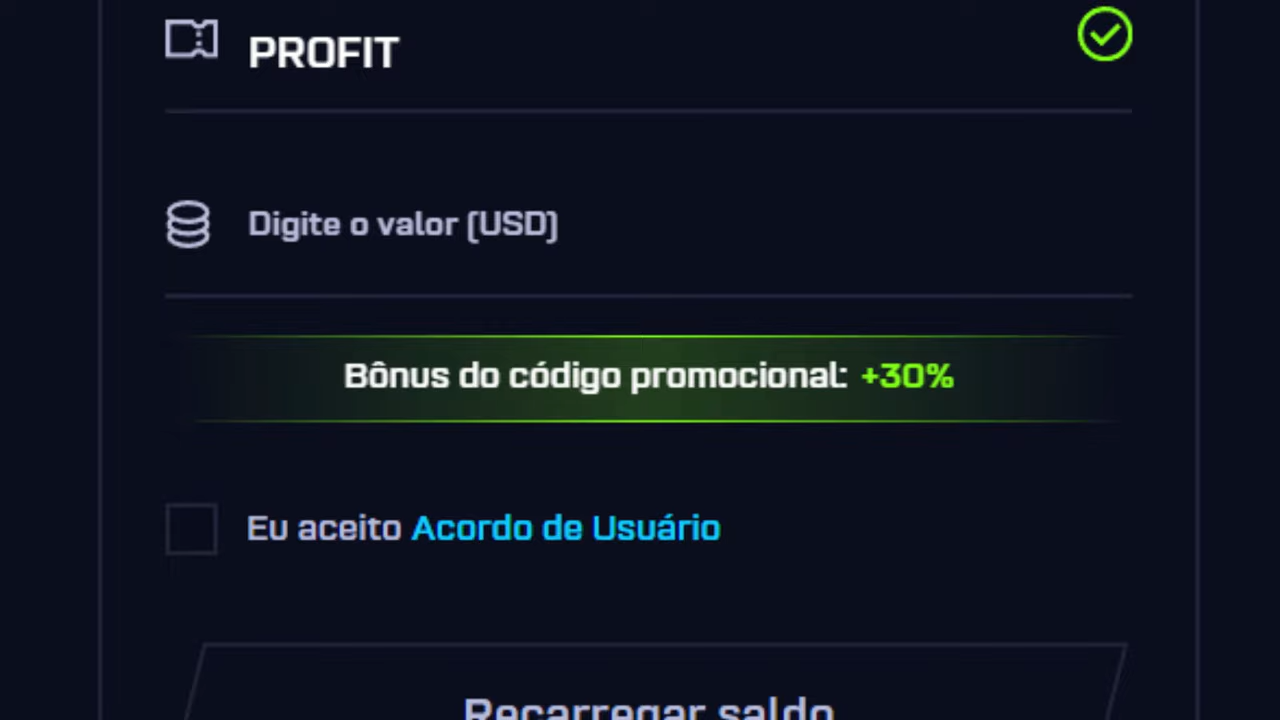 PROFIT
Digite o valor (USD)
Bônus do código promocional: +30%
Eu aceito Acordo de Usuário
Recarregar saldo